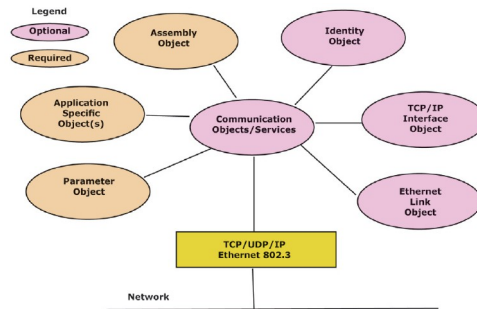 Legend
Optional
Required
Assembly
Object
Identity
Object
Application
Specific
Object(s)
Communication
Objects/Services
TCP/IP
Interface
Object
Parameter
Object
Ethernet
Link
Object
TCP/UDP/IP
Ethernet 802.3
Network